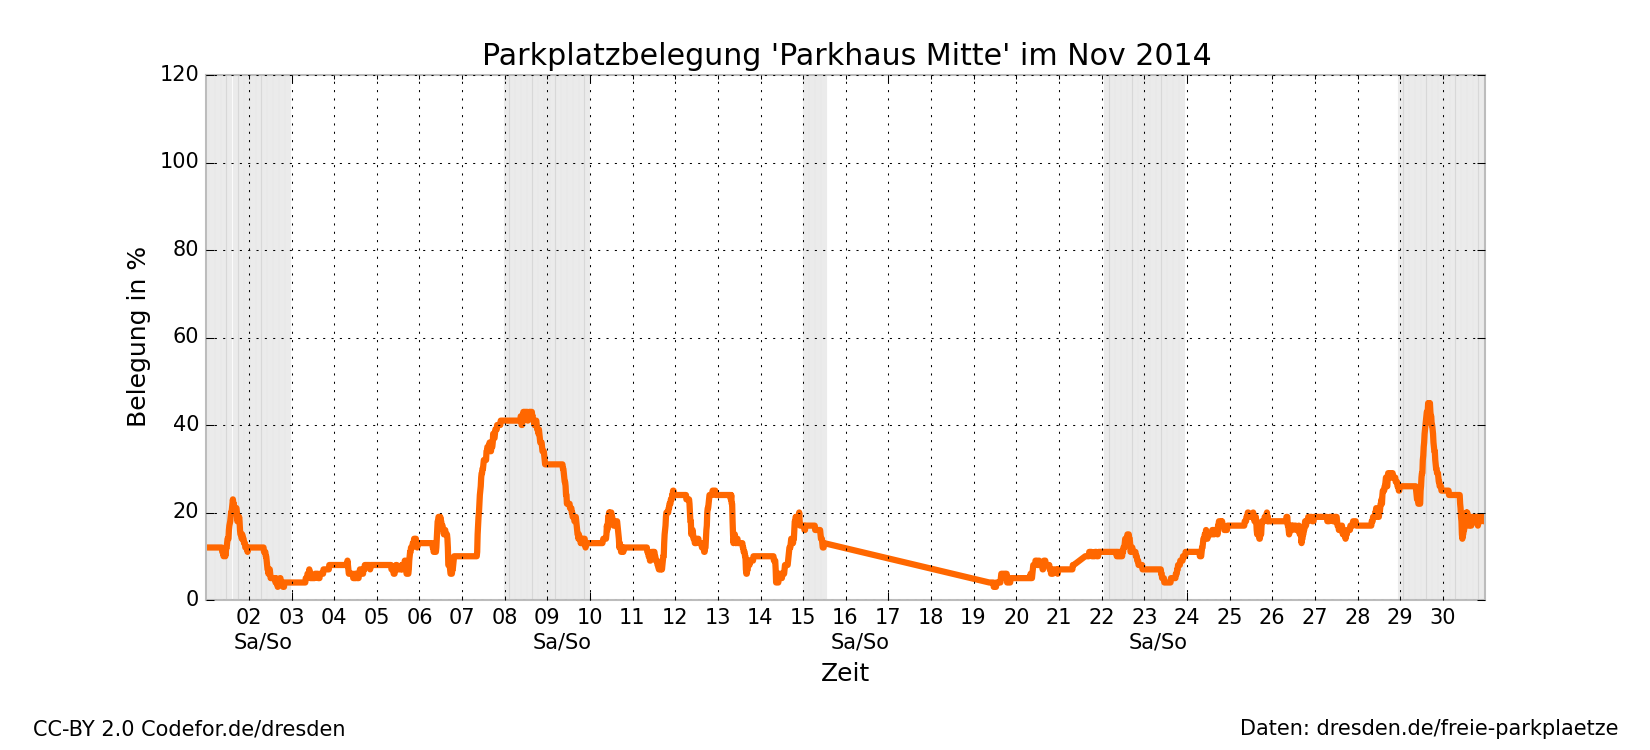 Parkplatzbelegung 'Parkhaus Mitte' im Nov 2014
120
100
80
60
40
20
0
Belegung in %
02 03 04 05 06 07 08 09 10 11 12 13 14 15 16 17 18 19 20 21 22 23 24 25 26 27 28 29 30
Sa/So Sa/So Sa/So Sa/So
Zeit
CC-BY 2.0 Codefor.de/dresden
Daten: dresden.de/freie-parkplaetze